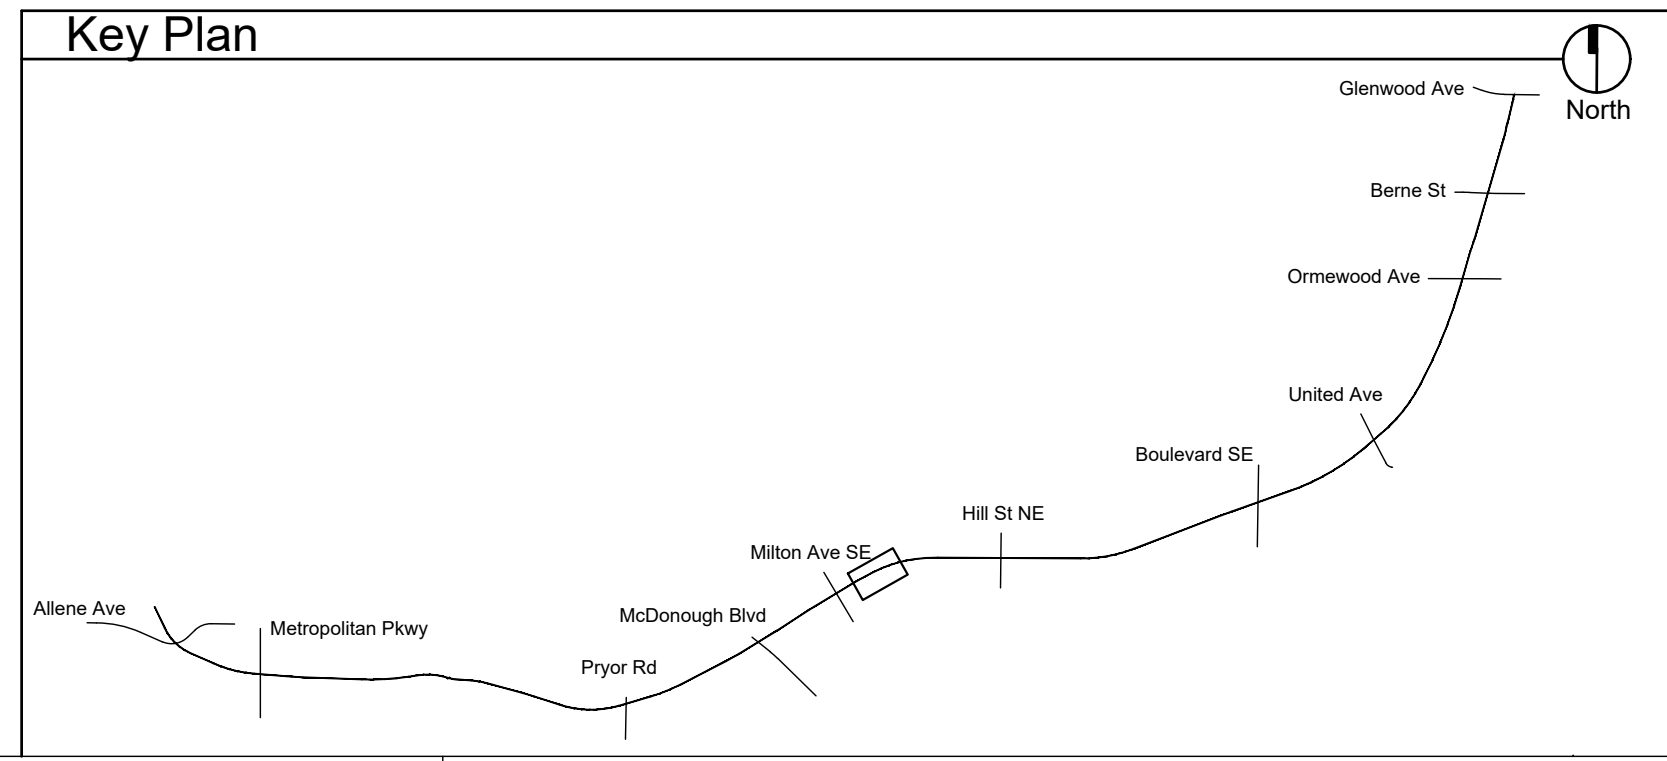 Key Plan
North
Glenwood Ave
Berne St
Ormewood Ave
United Ave
Boulevard SE
Hill St NE
Milton Ave SE
Allene Ave
McDonough Blvd
Metropolitan Pkwy
Pryor Rd